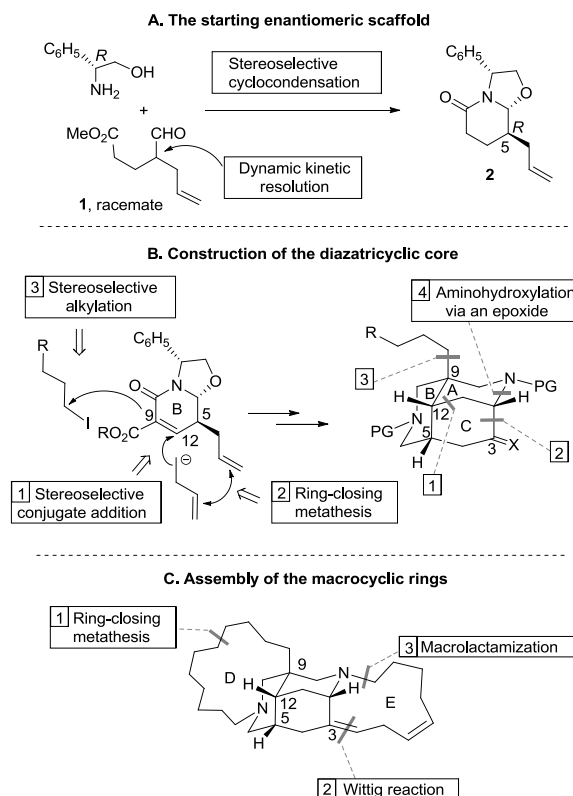 A. The starting enantiomeric scaffold
C6H5
R
OH
NH2
+
MeO2C
CHO
1, racemate
Stereoselective
cyclocondensation
Dynamic kinetic
resolution
C6H5
N
O
O
R
5
2
B. Construction of the diazatricyclic core
3 Stereoselective
alkylation
R
I
C6H5
O
N
O
B
9
5
RO2C
12
⊖
1 Stereoselective
conjugate addition
2 Ring-closing
metathesis
4 Aminohydroxylation
via an epoxide
R
3
9
N
PG
B
A
H
H
N
12
C
PG
5
3
X
H
2
1
C. Assembly of the macrocyclic rings
1 Ring-closing
metathesis
3 Macrolactamization
9
N
D
H
H
12
E
N
5
3
H
2 Wittig reaction